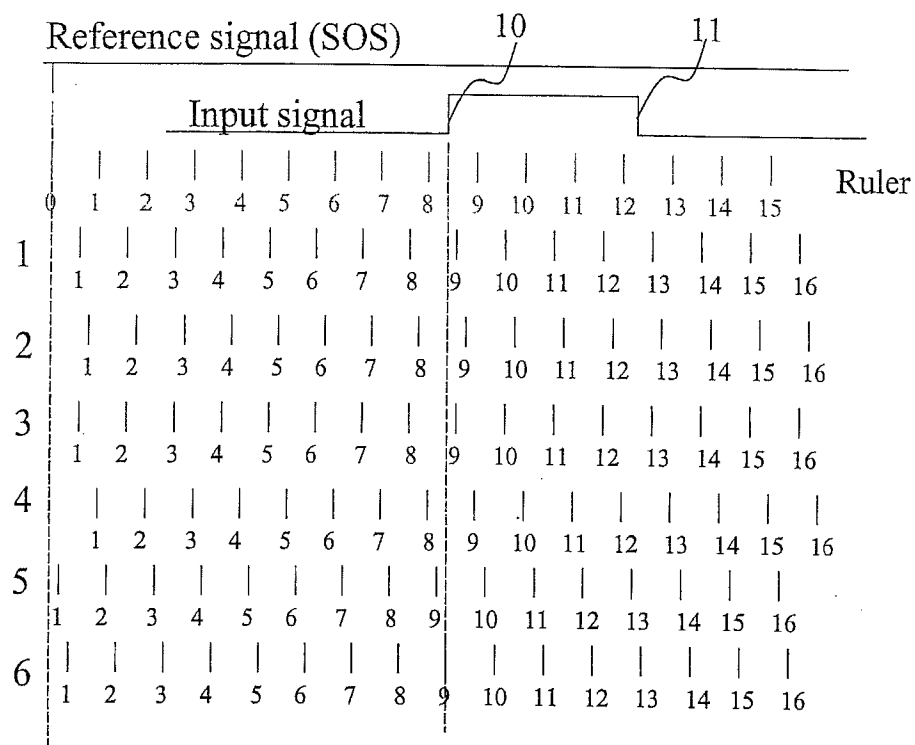 10
11
Reference signal (SOS)
Input signal
Ruler
0 1 2 3 4 5 6 7 8 9 10 11 12 13 14 15
1
1 2 3 4 5 6 7 8 9 10 11 12 13 14 15 16
2
1 2 3 4 5 6 7 8 9 10 11 12 13 14 15 16
3
1 2 3 4 5 6 7 8 9 10 11 12 13 14 15 16
4
1 2 3 4 5 6 7 8 9 10 11 12 13 14 15 16
5
1 2 3 4 5 6 7 8 9 10 11 12 13 14 15 16
6
1 2 3 4 5 6 7 8 9 10 11 12 13 14 15 16